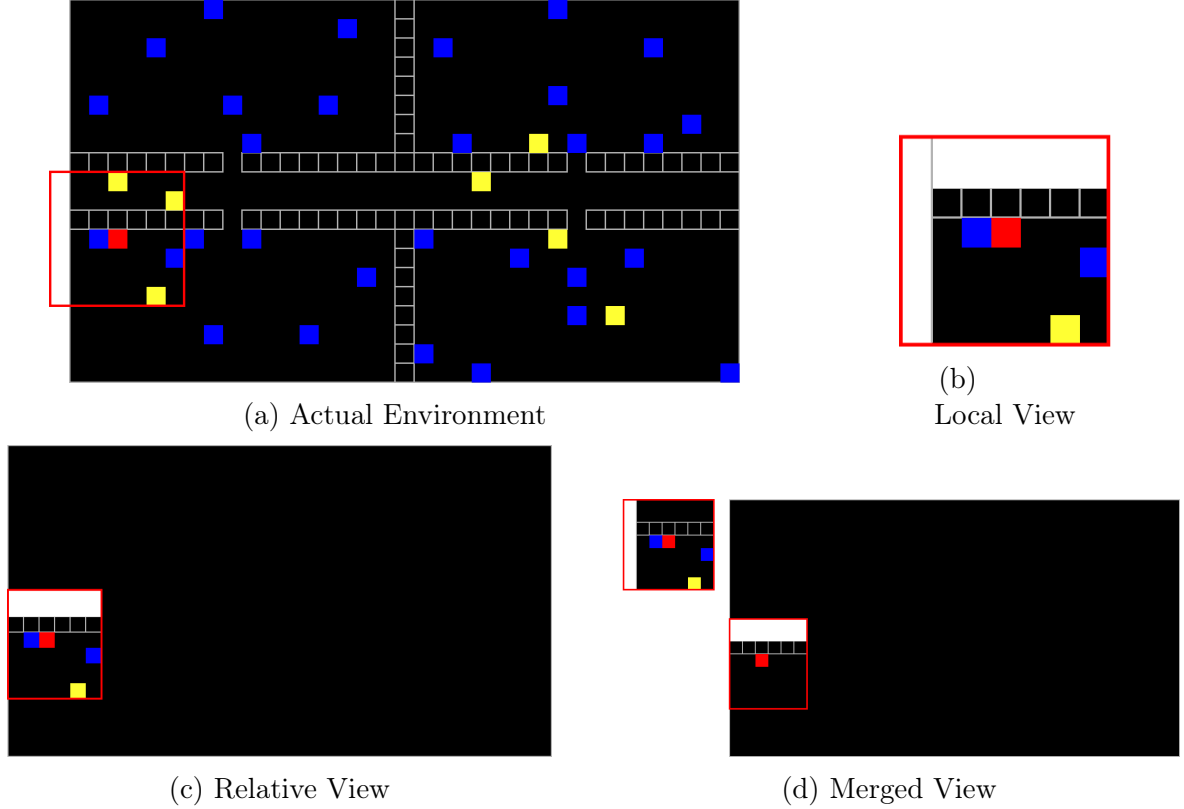 (a) Actual Environment
(b)
Local View
(c) Relative View
(d) Merged View